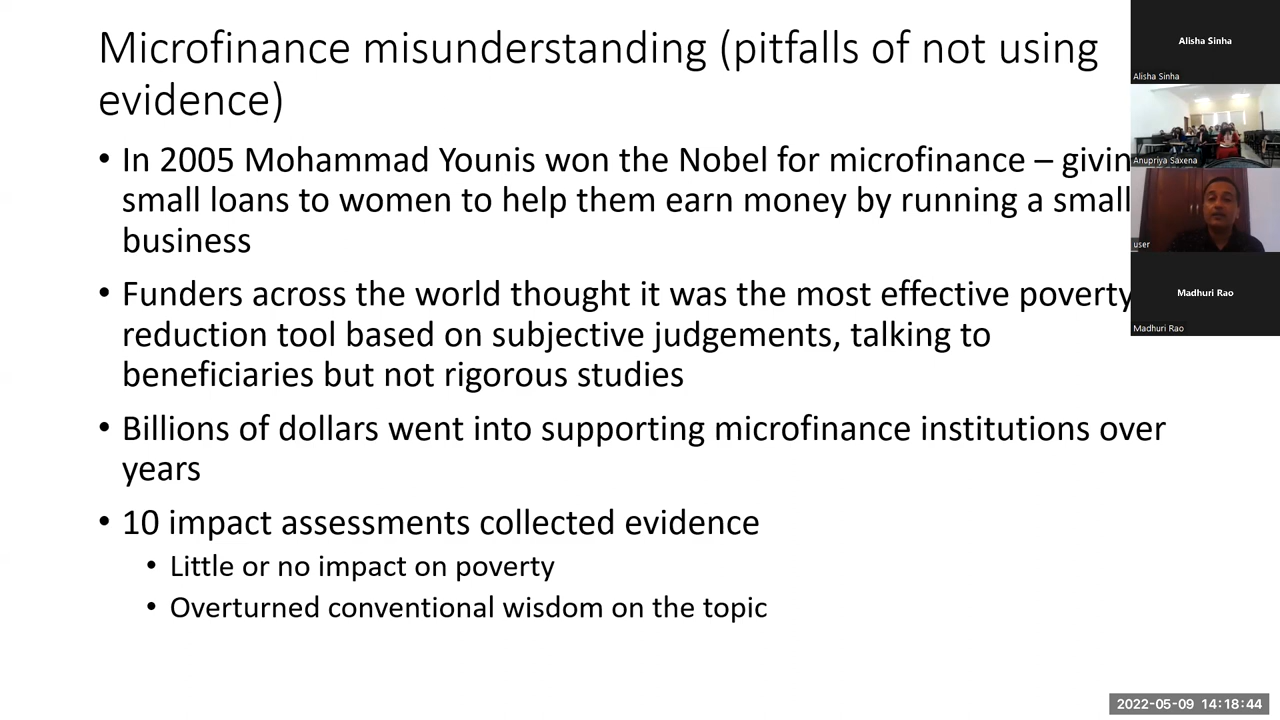 Microfinance misunderstanding (pitfalls of not using
evidence)
• In 2005 Mohammad Younis won the Nobel for microfinance – givin
small loans to women to help them earn money by running a small
business
• Funders across the world thought it was the most effective poverty
reduction tool based on subjective judgements, talking to
beneficiaries but not rigorous studies
• Billions of dollars went into supporting microfinance institutions over
years
• 10 impact assessments collected evidence
• Little or no impact on poverty
• Overturned conventional wisdom on the topic
Alisha Sinha
Alisha Sinha
Anupriya Saxena
user
Madhuri Rao
Madhuri Rao
2022-05-09 14:18:44